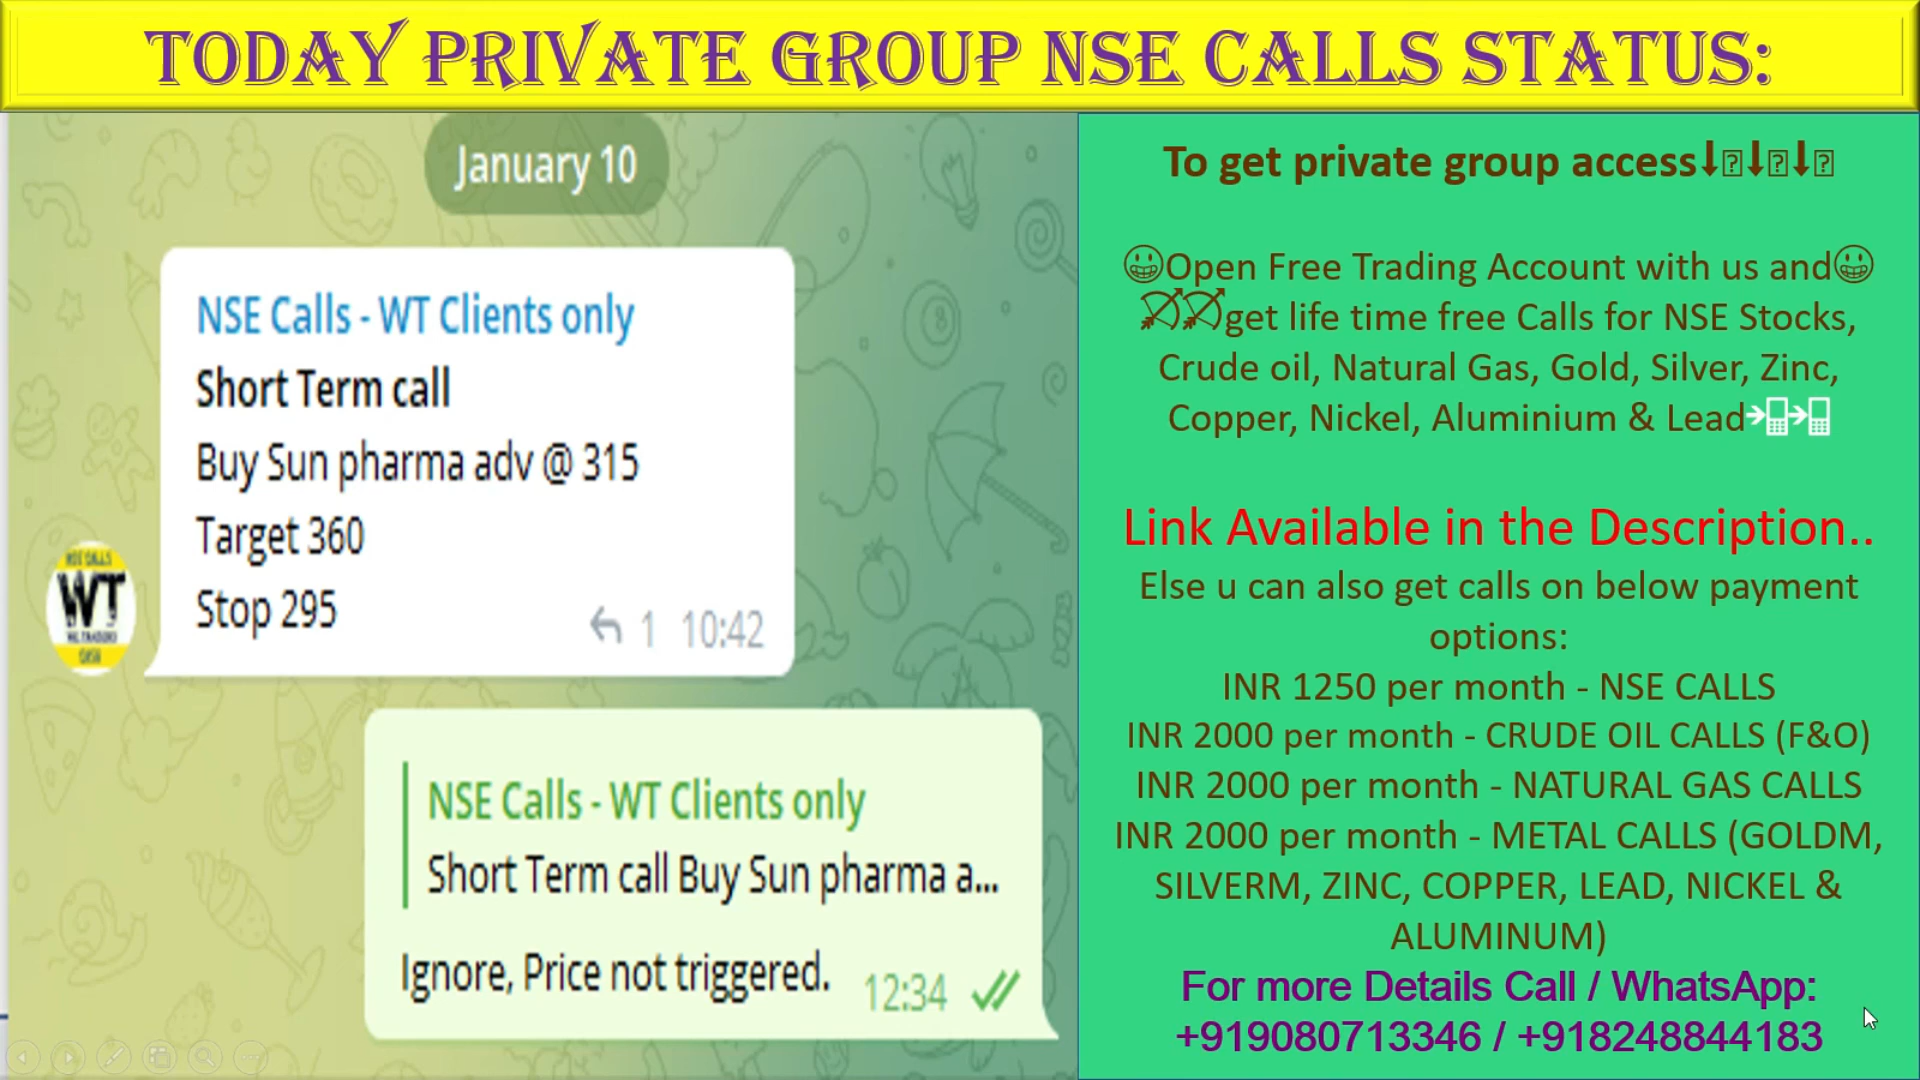 TODAY PRIVATE GROUP NSE CALLS STATUS:
January 10
NSE Calls - WT Clients only
Short Term call
Buy Sun pharma adv @ 315
Target 360
Stop 295
1 10:42
NSE CALLS
WT
CASH
NSE Calls - WT Clients only
Short Term call Buy Sun pharma a...
Ignore, Price not triggered. 12:34
To get private group access⬇⬇⬇
😀Open Free Trading Account with us and😀
🏹🏹get life time free Calls for NSE Stocks,
Crude oil, Natural Gas, Gold, Silver, Zinc,
Copper, Nickel, Aluminium & Lead📲📲
Link Available in the Description..
Else u can also get calls on below payment
options:
INR 1250 per month - NSE CALLS
INR 2000 per month - CRUDE OIL CALLS (F&O)
INR 2000 per month - NATURAL GAS CALLS
INR 2000 per month - METAL CALLS (GOLDM,
SILVERM, ZINC, COPPER, LEAD, NICKEL &
ALUMINUM)
For more Details Call / WhatsApp:
+919080713346 / +918248844183